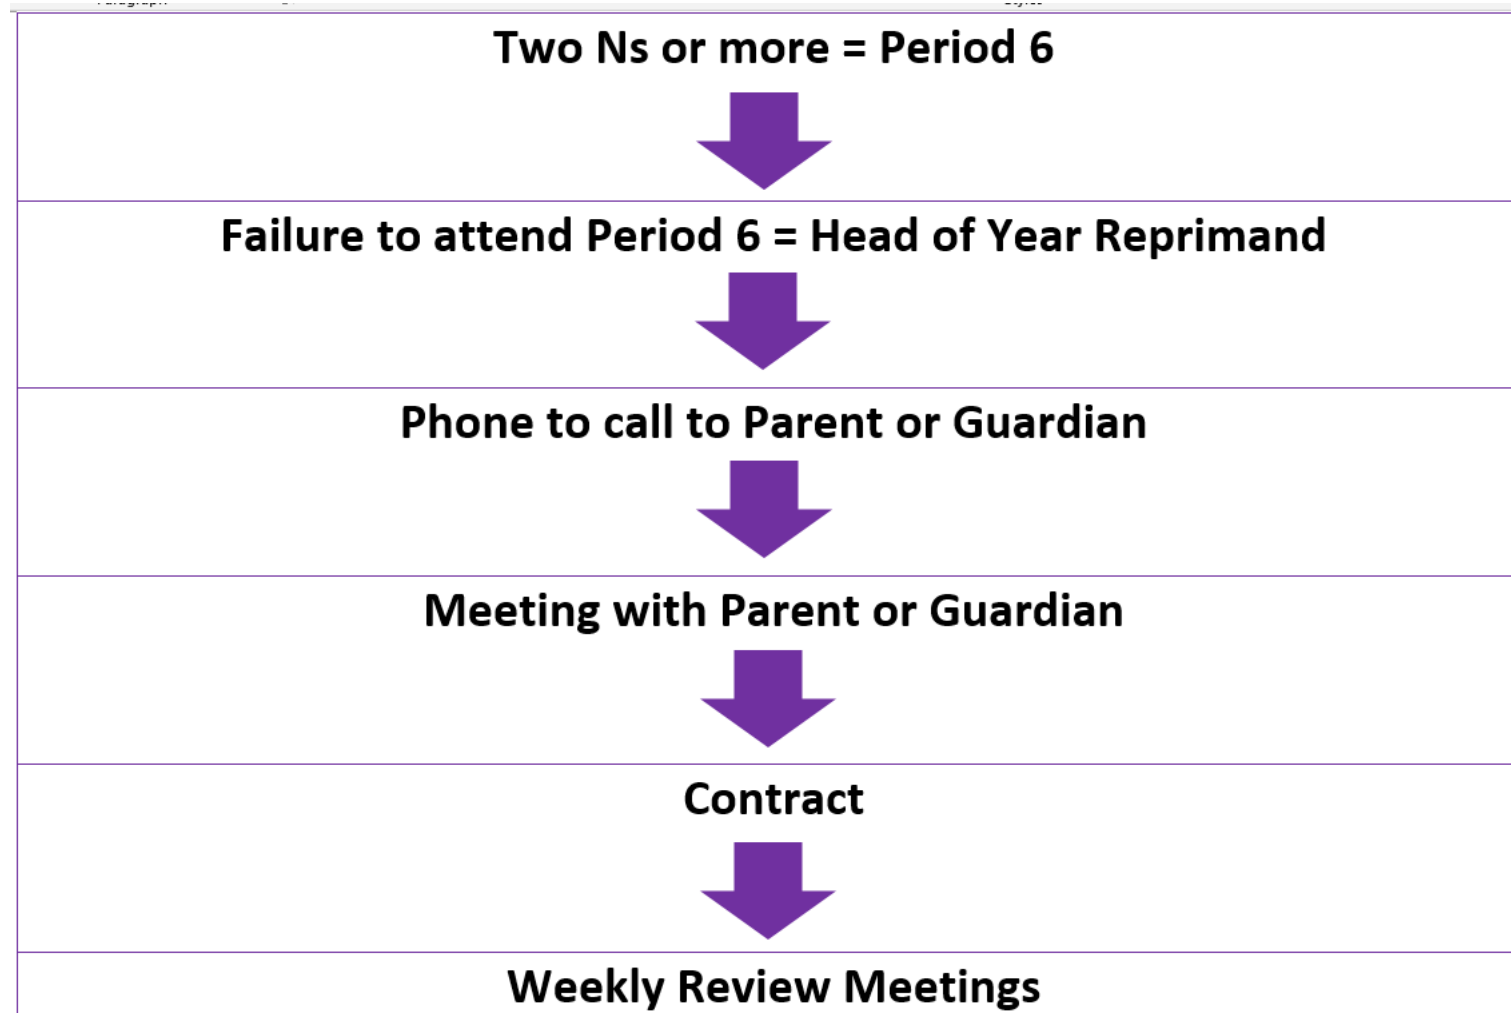 Two Ns or more = Period 6
Failure to attend Period 6 = Head of Year Reprimand
Phone to call to Parent or Guardian
Meeting with Parent or Guardian
Contract
Weekly Review Meetings